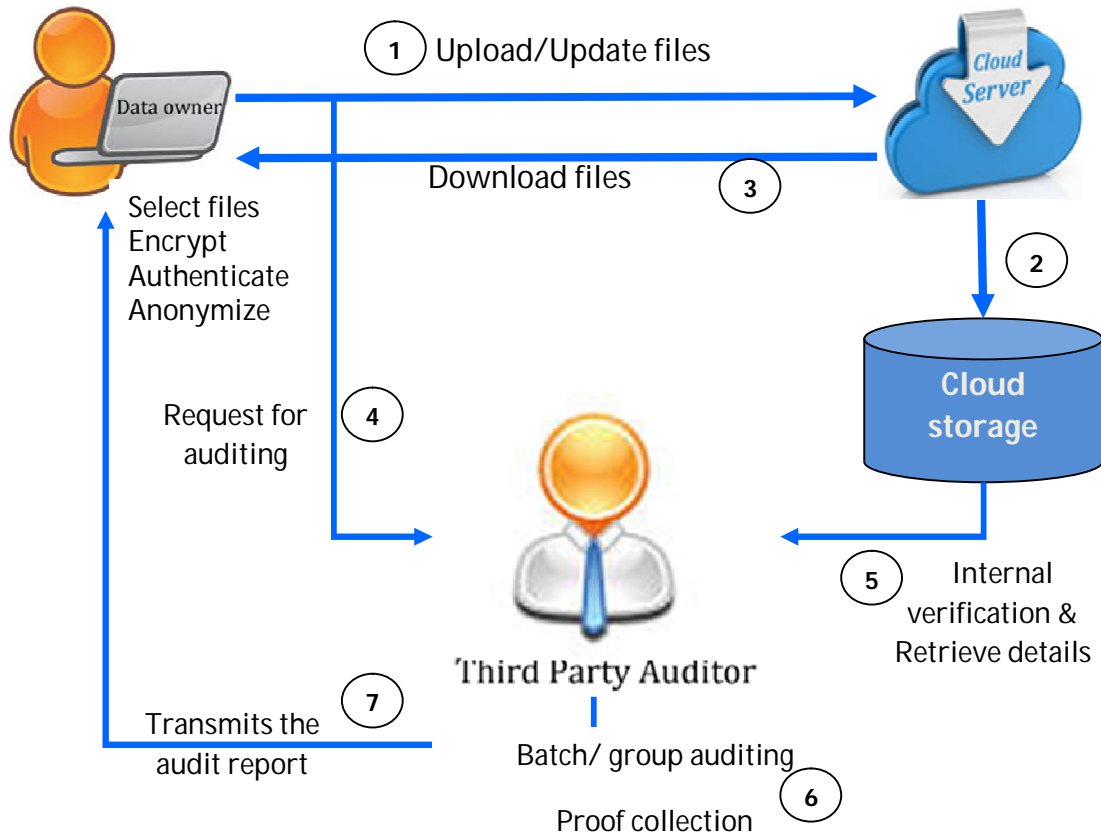 1 Upload/Update files
Cloud
Server
Data owner
Download files
3
Select files
Encrypt
Authenticate
Anonymize
2
Cloud
storage
Request for
auditing
4
5
Internal
verification &
Retrieve details
Third Party Auditor
7
Transmits the
audit report
Batch/ group auditing
6
Proof collection